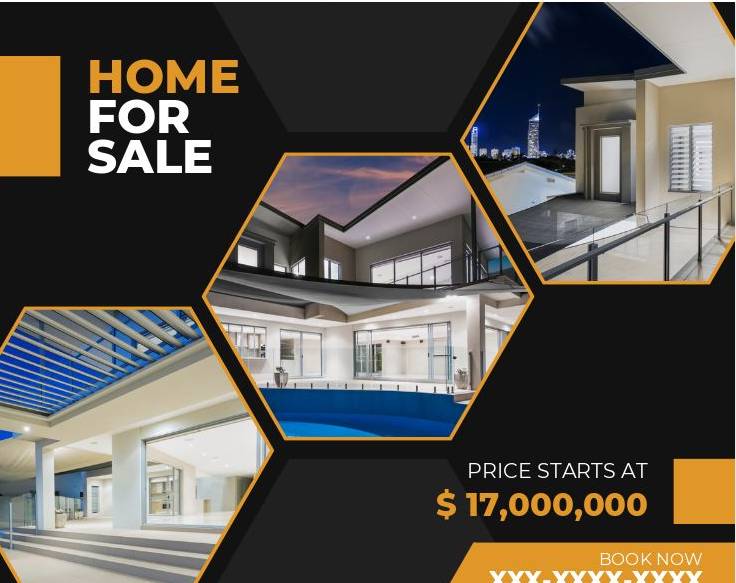 HOME
FOR
SALE
PRICE STARTS AT
$ 17,000,000
BOOK NOW
XXX-XXXX-XXXX